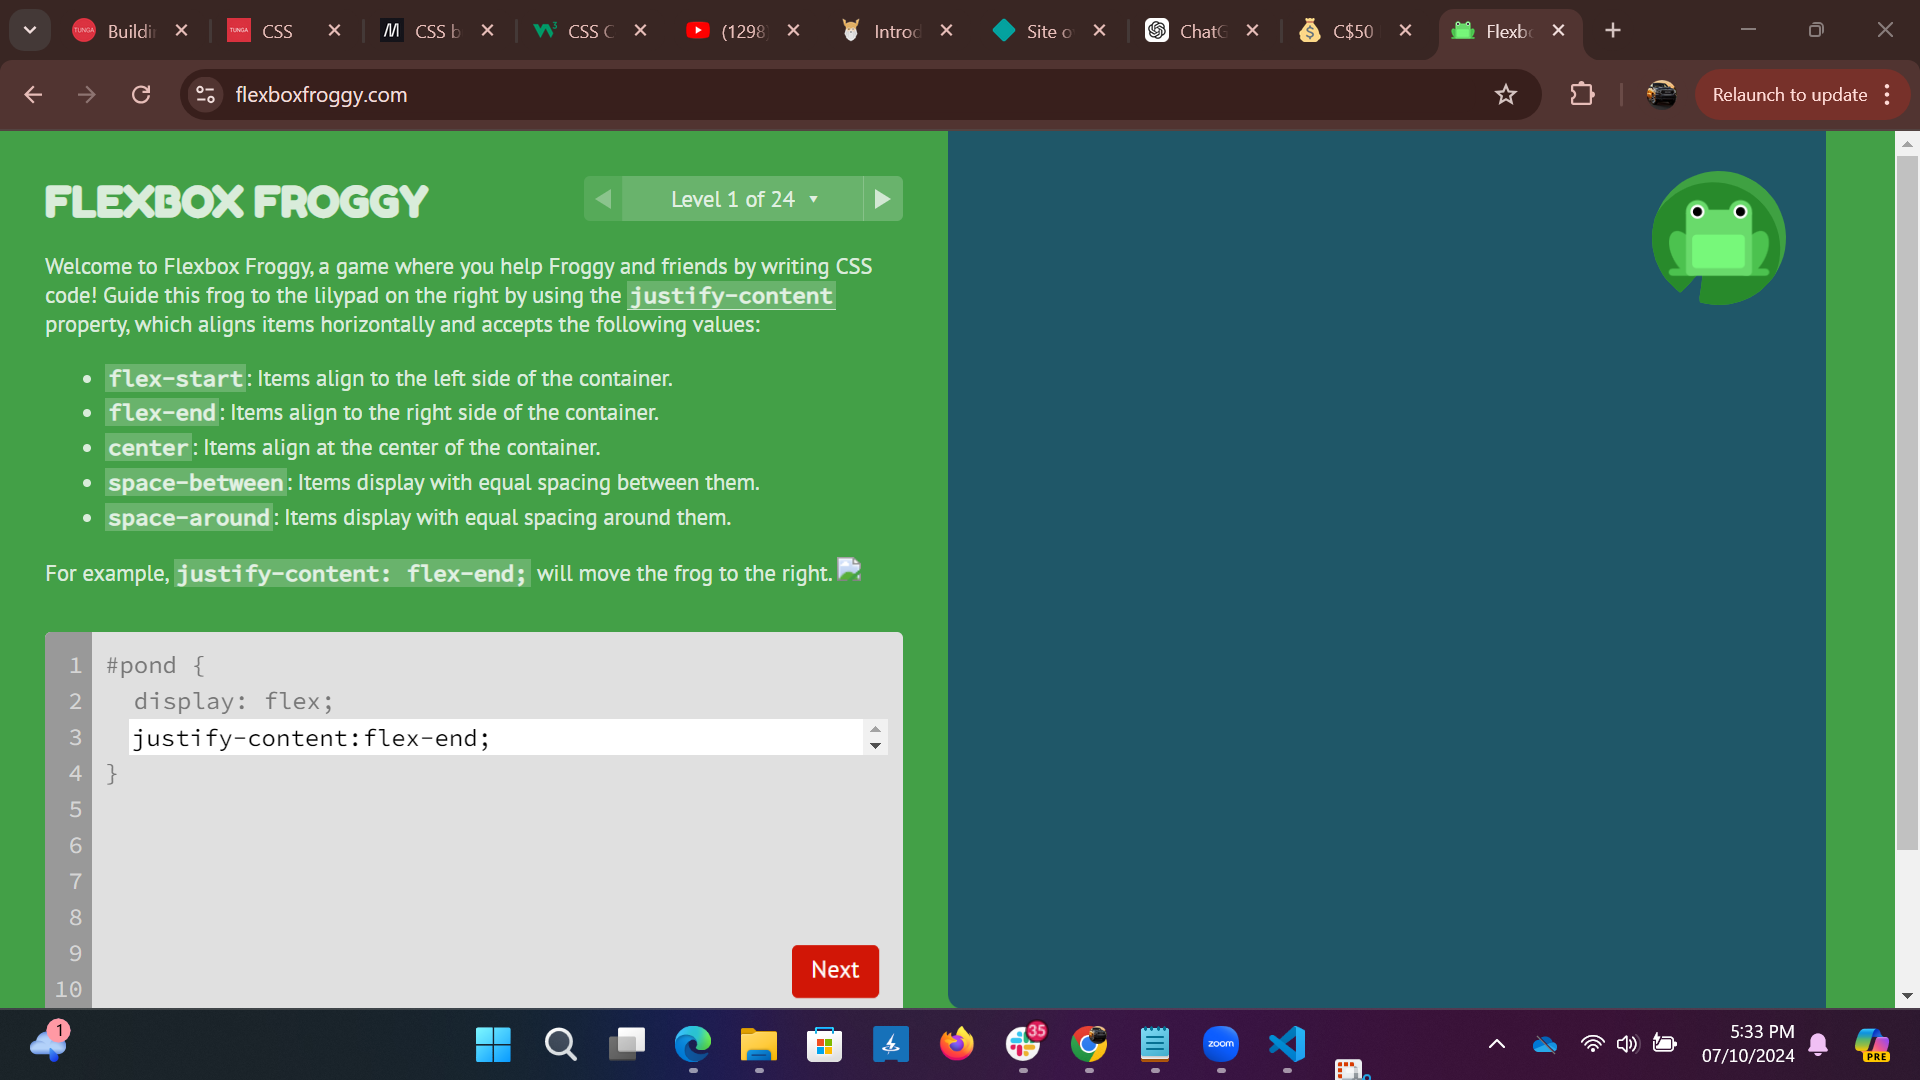 Buildin
CSS
CSS b
CSS C
(1298)
Introd
Site o
ChatG
C$50
Flexbo
flexboxfroggy.com
Relaunch to update
FLEXBOX FROGGY
Level 1 of 24
Welcome to Flexbox Froggy, a game where you help Froggy and friends by writing CSS
code! Guide this frog to the lilypad on the right by using the justify-content
property, which aligns items horizontally and accepts the following values:
flex-start: Items align to the left side of the container.
flex-end: Items align to the right side of the container.
center: Items align at the center of the container.
space-between: Items display with equal spacing between them.
space-around: Items display with equal spacing around them.
For example, justify-content: flex-end; will move the frog to the right.
1 #pond {
2 display: flex;
3 justify-content:flex-end;
4 }
5
6
7
8
9
10
Next
1
35
zoom
5:33 PM
07/10/2024
PRE